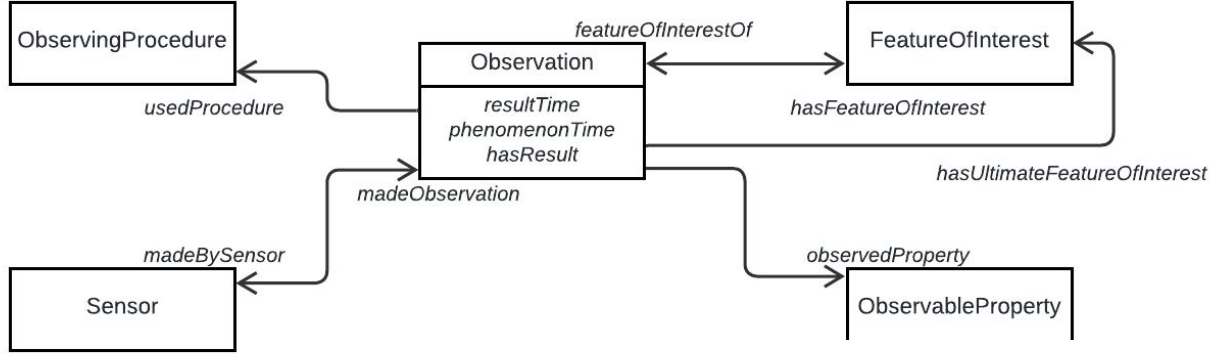 ObservingProcedure
featureOfInterestOf
FeatureOfInterest
Observation
usedProcedure
resultTime
phenomenonTime
hasResult
hasFeatureOfInterest
hasUltimateFeatureOfInterest
madeObservation
madeBySensor
observedProperty
Sensor
ObservableProperty